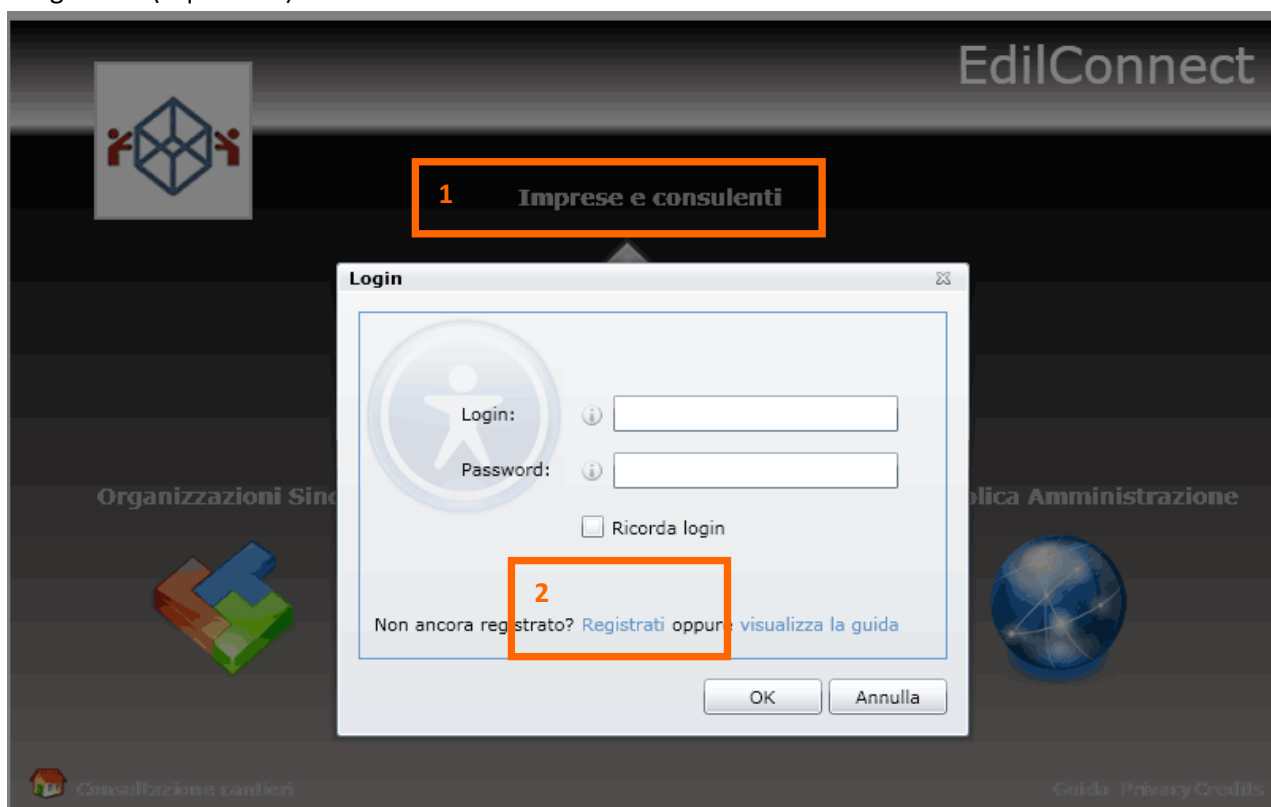 EdilConnect
1 Imprese e consulenti
Login
Login:
Password:
Organizzazioni Sind
blica Amministrazione
Ricorda login
2
Non ancora registrato? Registrati oppure visualizza la guida
OK Annulla
Consultazione cantieri
Guida Privacy Credits